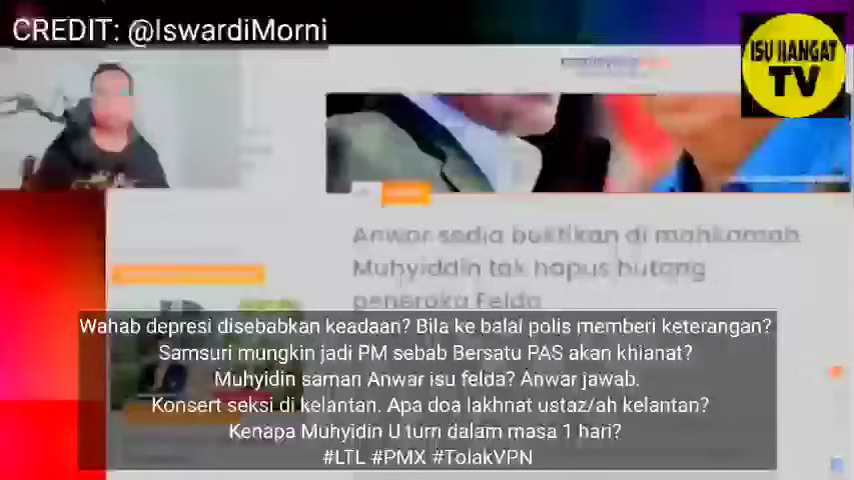 CREDIT: @IswardiMorni
ISU HANGAT
TV
Anwar sedia buktikan di mahkamah
Muhyiddin tak hapus hutang
peneroka Felda
Wahab depresi disebabkan keadaan? Bila ke balai polis memberi keterangan?
Samsuri mungkin jadi PM sebab Bersatu PAS akan khianat?
Muhyidin saman Anwar isu felda? Anwar jawab.
Konsert seksi di kelantan. Apa doa lakhnat ustaz/ah kelantan?
Kenapa Muhyidin U turn dalam masa 1 hari?
#LTL #PMX #TolakVPN